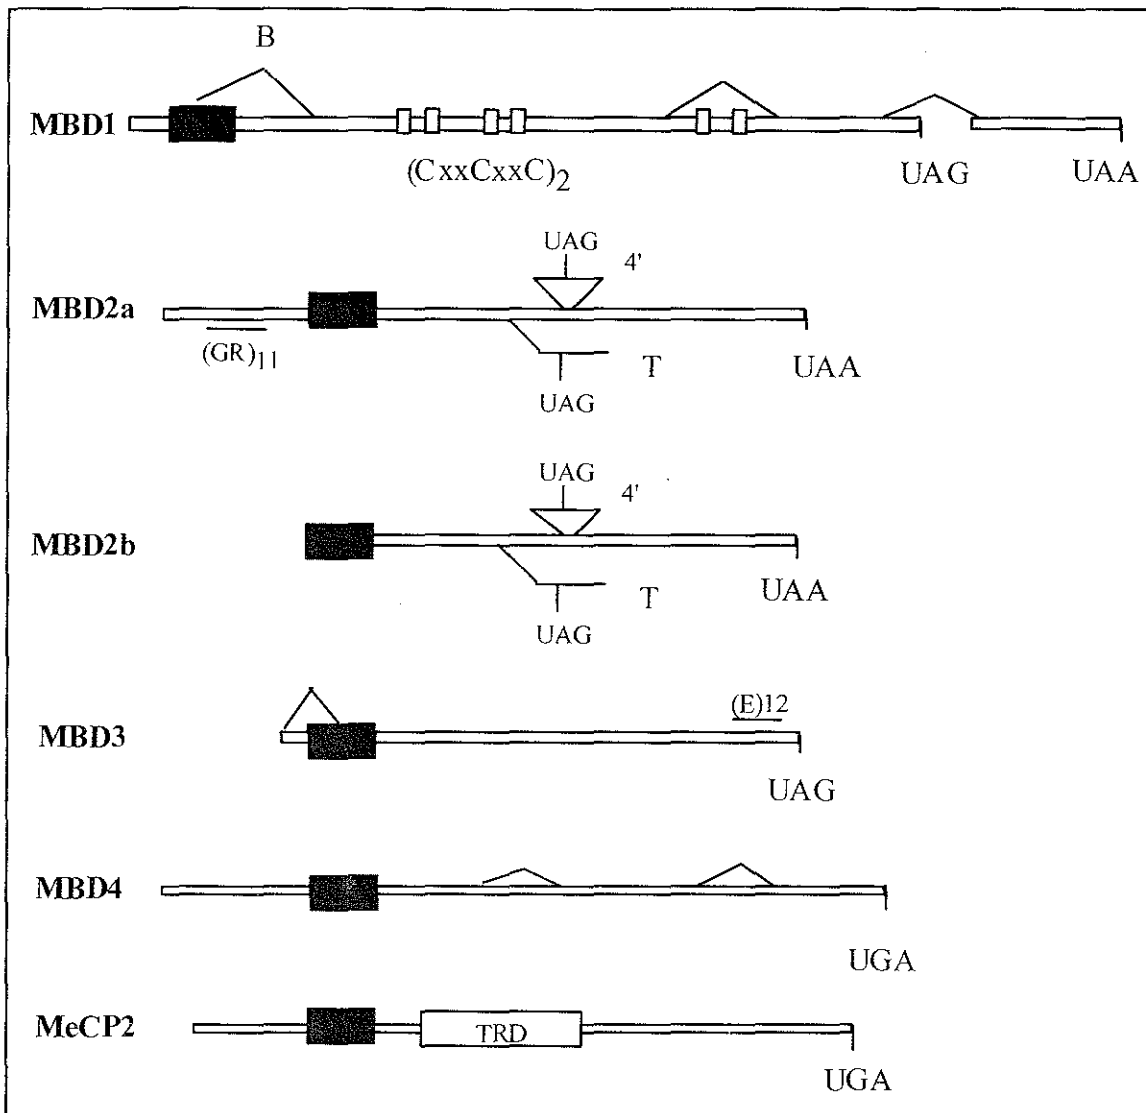 B
MBD1
(CxxCxxC)2
UAG UAA
UAG
4'
MBD2a
(GR)11
T
UAA
UAG
UAG
4'
MBD2b
T
UAA
UAG
(E)12
MBD3
UAG
MBD4
UGA
MeCP2
TRD
UGA